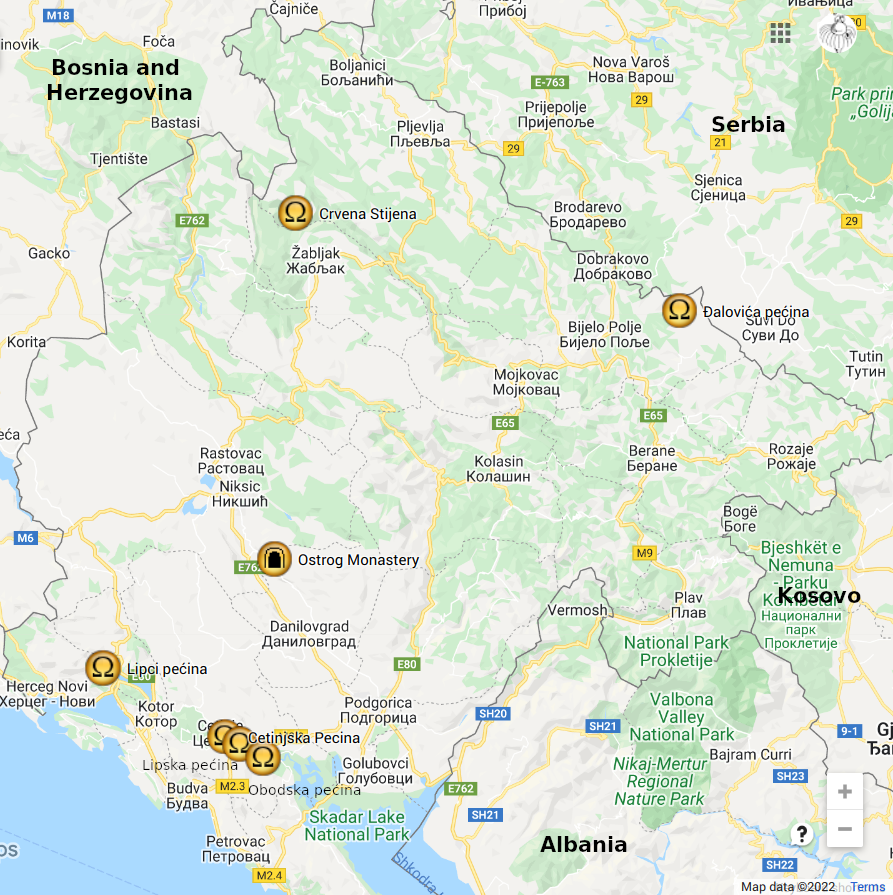 Čajniče
M18
Foča
Прибој
Пribој
Ивањица
Bosnia and
Herzegovina
Boljanići
Бољанићи
E-763
Nova Varoš
Нова Варош
29
Prijepolje
Пријепоље
Park prir
„Golij
Bastasi
Pljevlja
Пљевља
29
Serbia
21
Tjentište
Sjenica
Сјеница
E762
Crvena Stijena
Brodarevo
Бродарево
29
Gacko
Žabljak
Жабљак
Dobrakovo
Добраково
Đalovića pećina
Suvi Do
Суви До
Bijelo Polje
Бијело Поље
Korita
Tutin
Тутин
Mojkovac
Мојковац
E65
E65
Rastovac
Растовац
Kolasin
Колашин
Berane
Беране
Rozaje
Рожаје
Niksic
Никшић
M6
Bogë
Боге
M9
Bjeshkët e
Nemuna
- Parku
Kombëtar
Kosovo
Национални
парк
Проклетије
E762
Ostrog Monastery
Plav
Плав
Vermosh
Danilovgrad
Даниловград
National Park
Prokletije
E80
Lipci pećina
E80
Herceg Novi
Херцег - Нови
Kotor
Котор
Podgorica
Подгорица
Valbona
Valley
National Park
SH20
SH21
9-1
Cetinjska Pecina
Lipska pećina
Bajram Curri
Golubovci
Голубовци
Nikaj-Mertur
Regional
Nature Park
SH23
Budva
Будва
M2.3
Obodska pećina
E762
SH21
Skadar Lake
National Park
Petrovac
Петровац
Albania
?
Shkodra-
SH22
M2.4
Map data ©2022
Terms